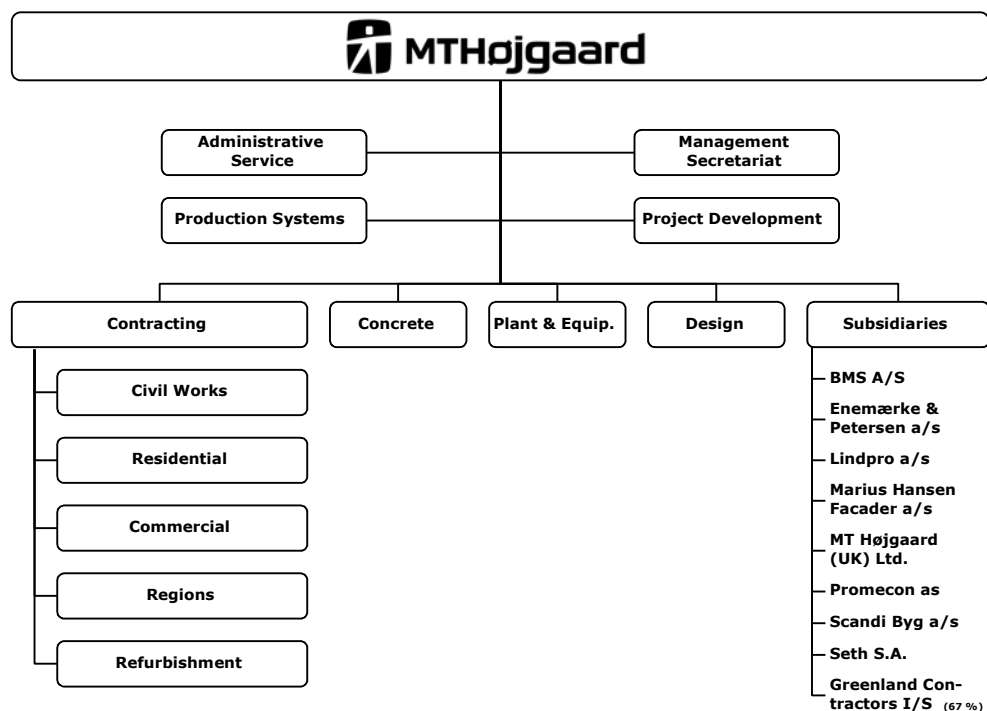 MTHøjgaard
Administrative
Service
Management
Secretariat
Production Systems
Project Development
Contracting
Concrete
Plant & Equip.
Design
Subsidiaries
Civil Works
Residential
Commercial
Regions
Refurbishment
BMS A/S
Enemærke &
Petersen a/s
Lindpro a/s
Marius Hansen
Facader a/s
MT Højgaard
(UK) Ltd.
Promecon as
Scandi Byg a/s
Seth S.A.
Greenland Con-
tractors I/S (67 %)